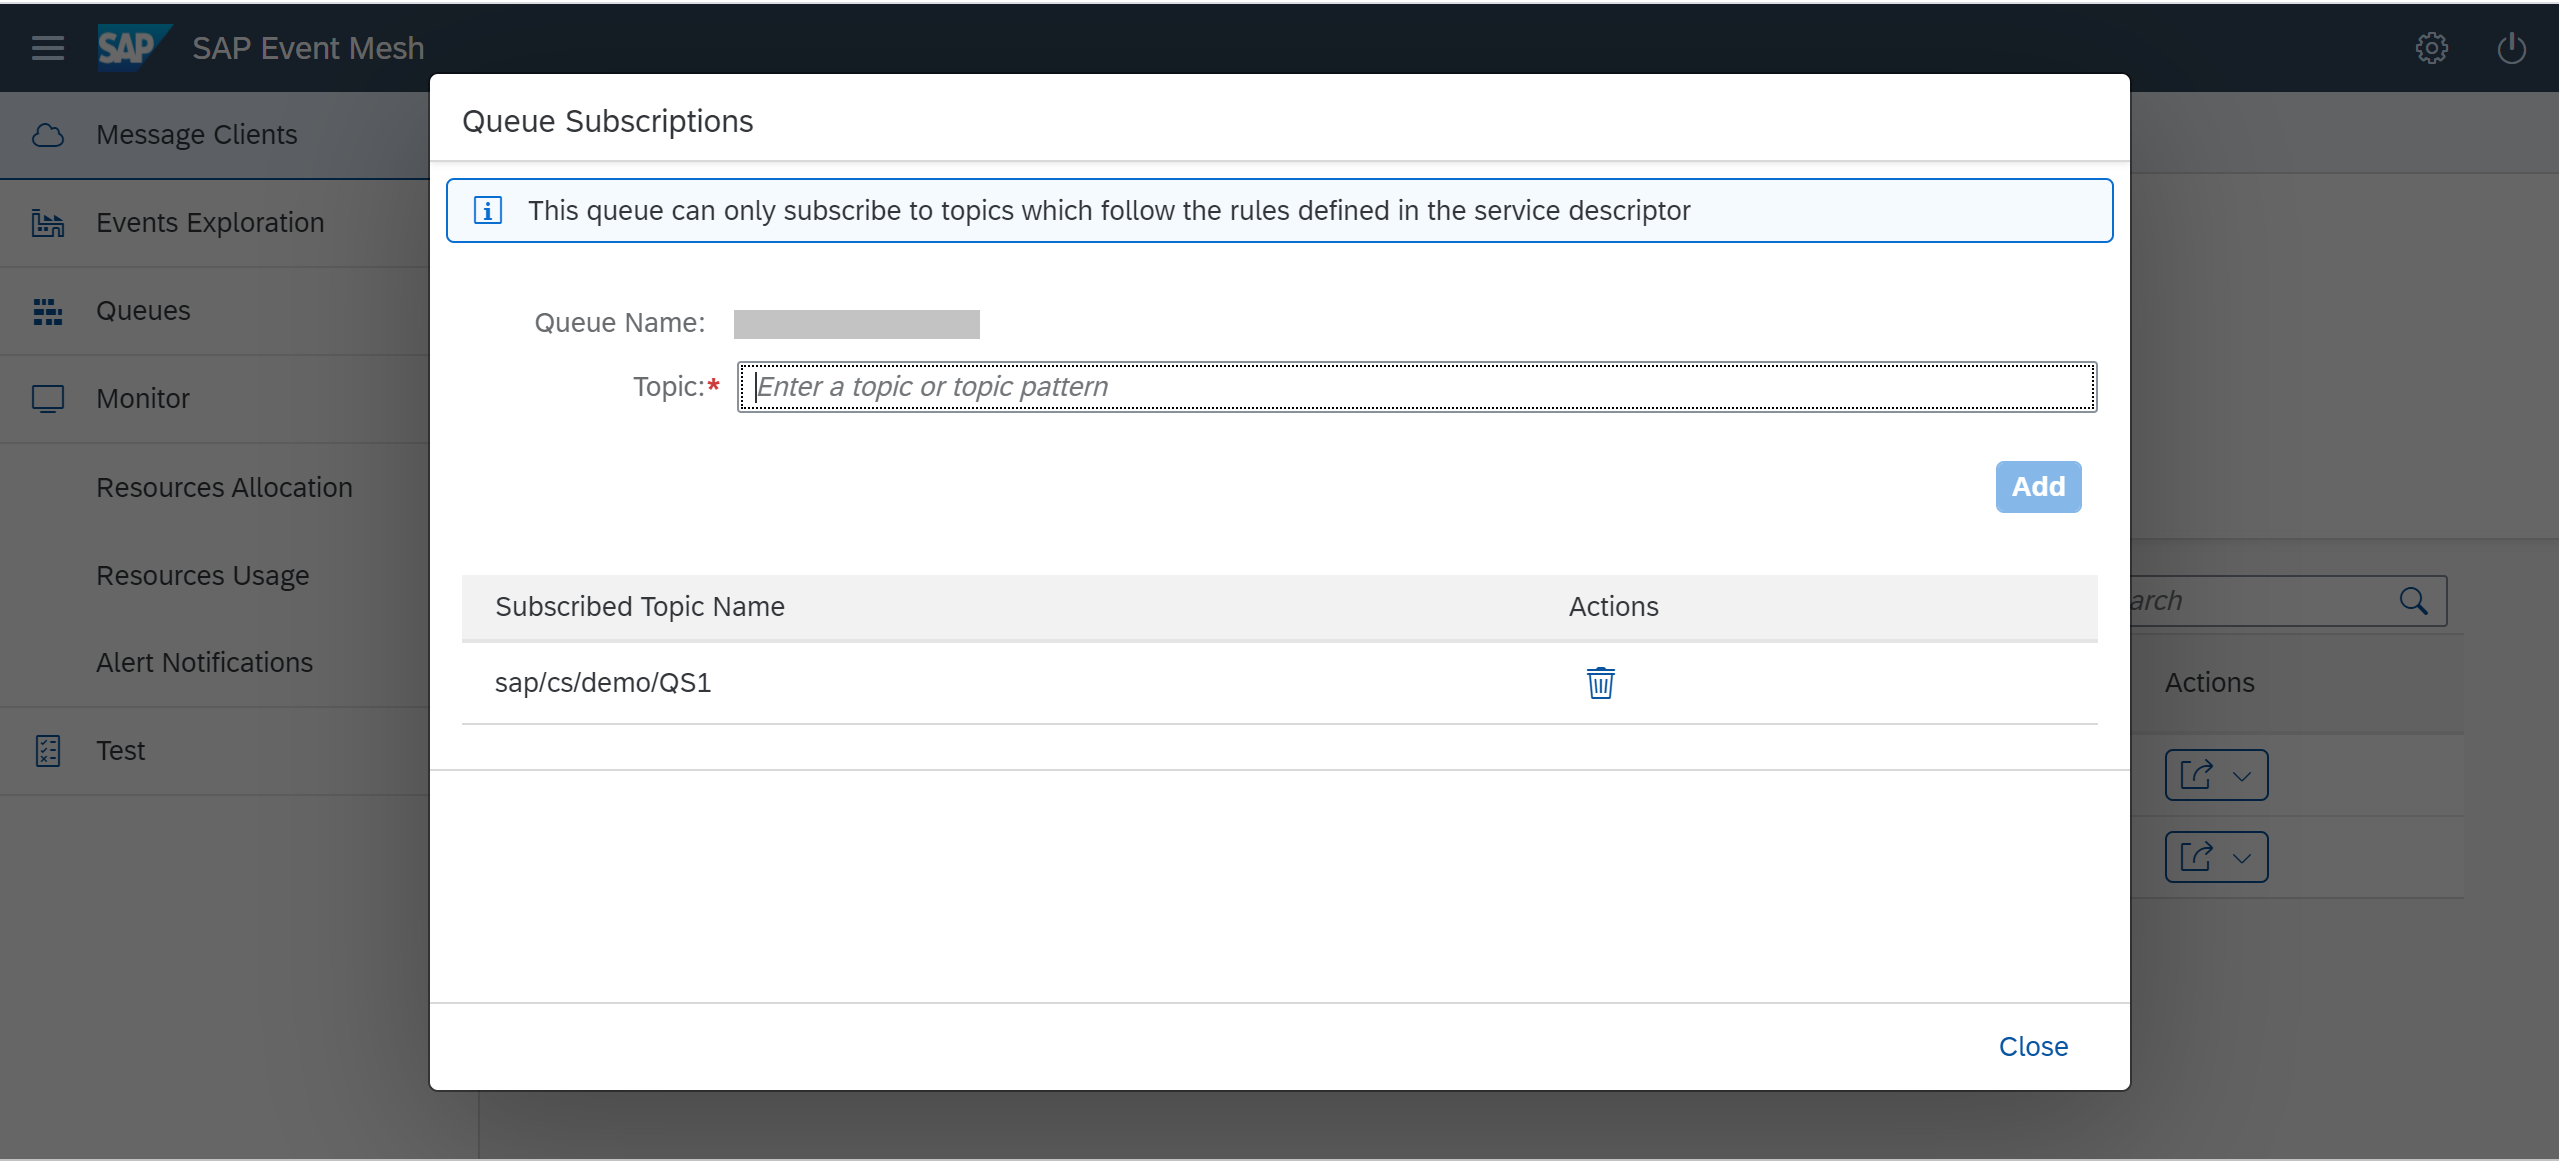 SAP SAP Event Mesh
Message Clients
Events Exploration
Queues
Monitor
Resources Allocation
Resources Usage
Alert Notifications
Test
Queue Subscriptions
This queue can only subscribe to topics which follow the rules defined in the service descriptor
Queue Name:
Topic:* Enter a topic or topic pattern
Add
Subscribed Topic Name Actions
sap/cs/demo/QS1
Close
arch
Actions